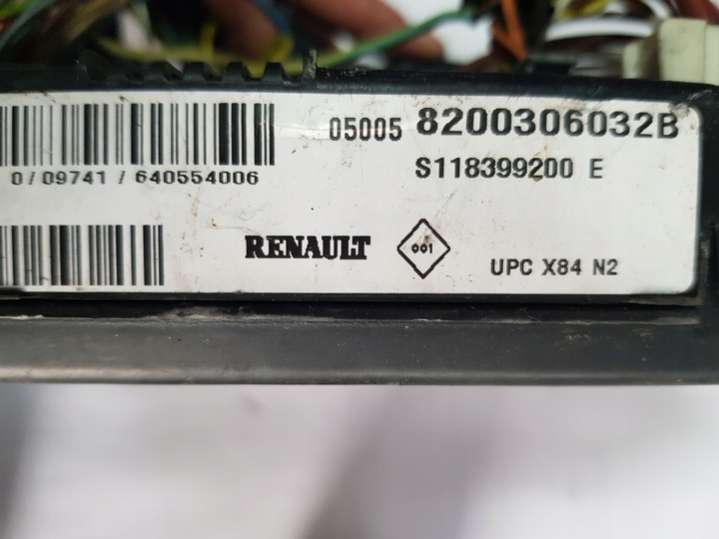 05005 8200306032B
S118399200 E
0/09741/640554006
RENAULT 001
UPC X84 N2